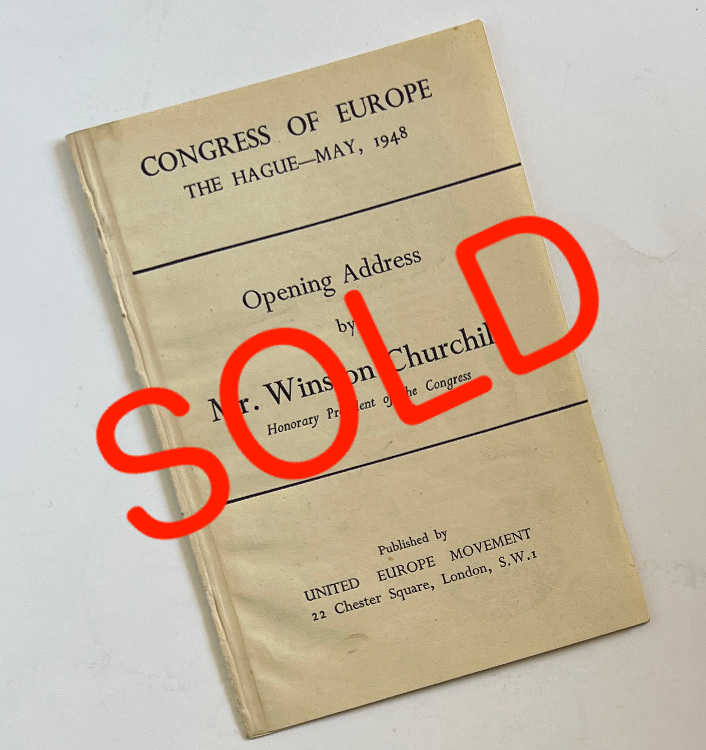 CONGRESS OF EUROPE
THE HAGUE—MAY, 1948
Opening Address
by
Mr. Winston Churchill
Honorary President of the Congress
SOLD
Published by
UNITED EUROPE MOVEMENT
22 Chester Square, London, S.W.1